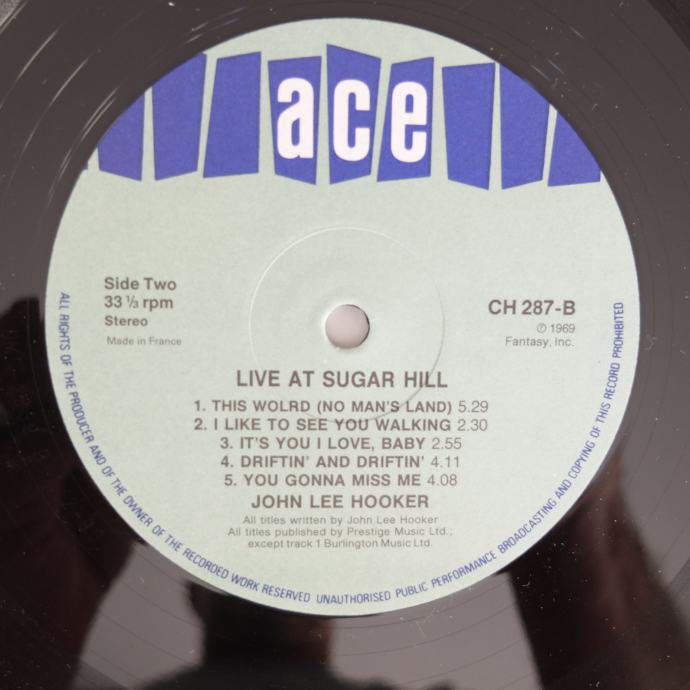 ace
Side Two
33 ⅓ rpm
Stereo
Made in France
CH 287-B
℗ 1969
Fantasy, Inc.
LIVE AT SUGAR HILL
1. THIS WOLRD (NO MAN'S LAND) 5.29
2. I LIKE TO SEE YOU WALKING 2.30
3. IT'S YOU I LOVE, BABY 2.55
4. DRIFTIN' AND DRIFTIN' 4.11
5. YOU GONNA MISS ME 4.08
JOHN LEE HOOKER
All titles written by John Lee Hooker
All titles published by Prestige Music Ltd.;
except track 1 Burlington Music Ltd.
ALL RIGHTS OF THE PRODUCER AND OF THE OWNER OF THE RECORDED WORK RESERVED UNAUTHORISED PUBLIC PERFORMANCE BROADCASTING AND COPYING OF THIS RECORD PROHIBITED